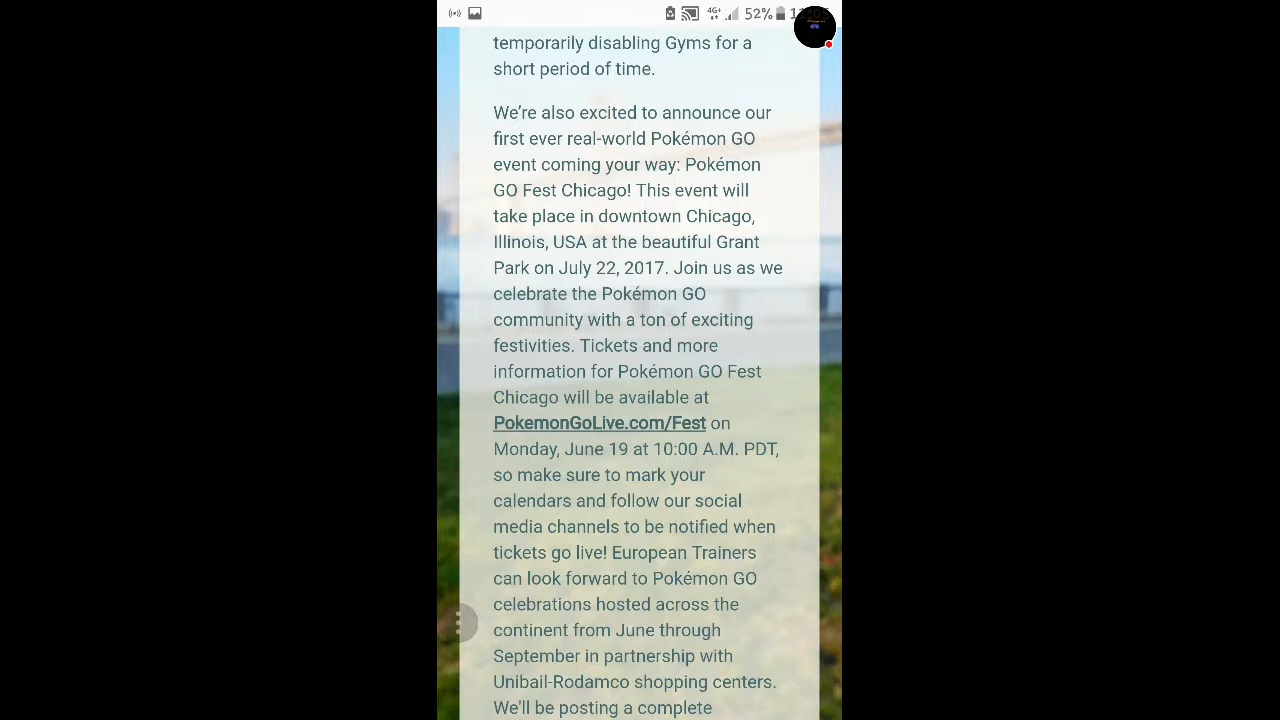 4G+ 52%
temporarily disabling Gyms for a
short period of time.
We’re also excited to announce our
first ever real-world Pokémon GO
event coming your way: Pokémon
GO Fest Chicago! This event will
take place in downtown Chicago,
Illinois, USA at the beautiful Grant
Park on July 22, 2017. Join us as we
celebrate the Pokémon GO
community with a ton of exciting
festivities. Tickets and more
information for Pokémon GO Fest
Chicago will be available at
PokemonGoLive.com/Fest on
Monday, June 19 at 10:00 A.M. PDT,
so make sure to mark your
calendars and follow our social
media channels to be notified when
tickets go live! European Trainers
can look forward to Pokémon GO
celebrations hosted across the
continent from June through
September in partnership with
Unibail-Rodamco shopping centers.
We'll be posting a complete